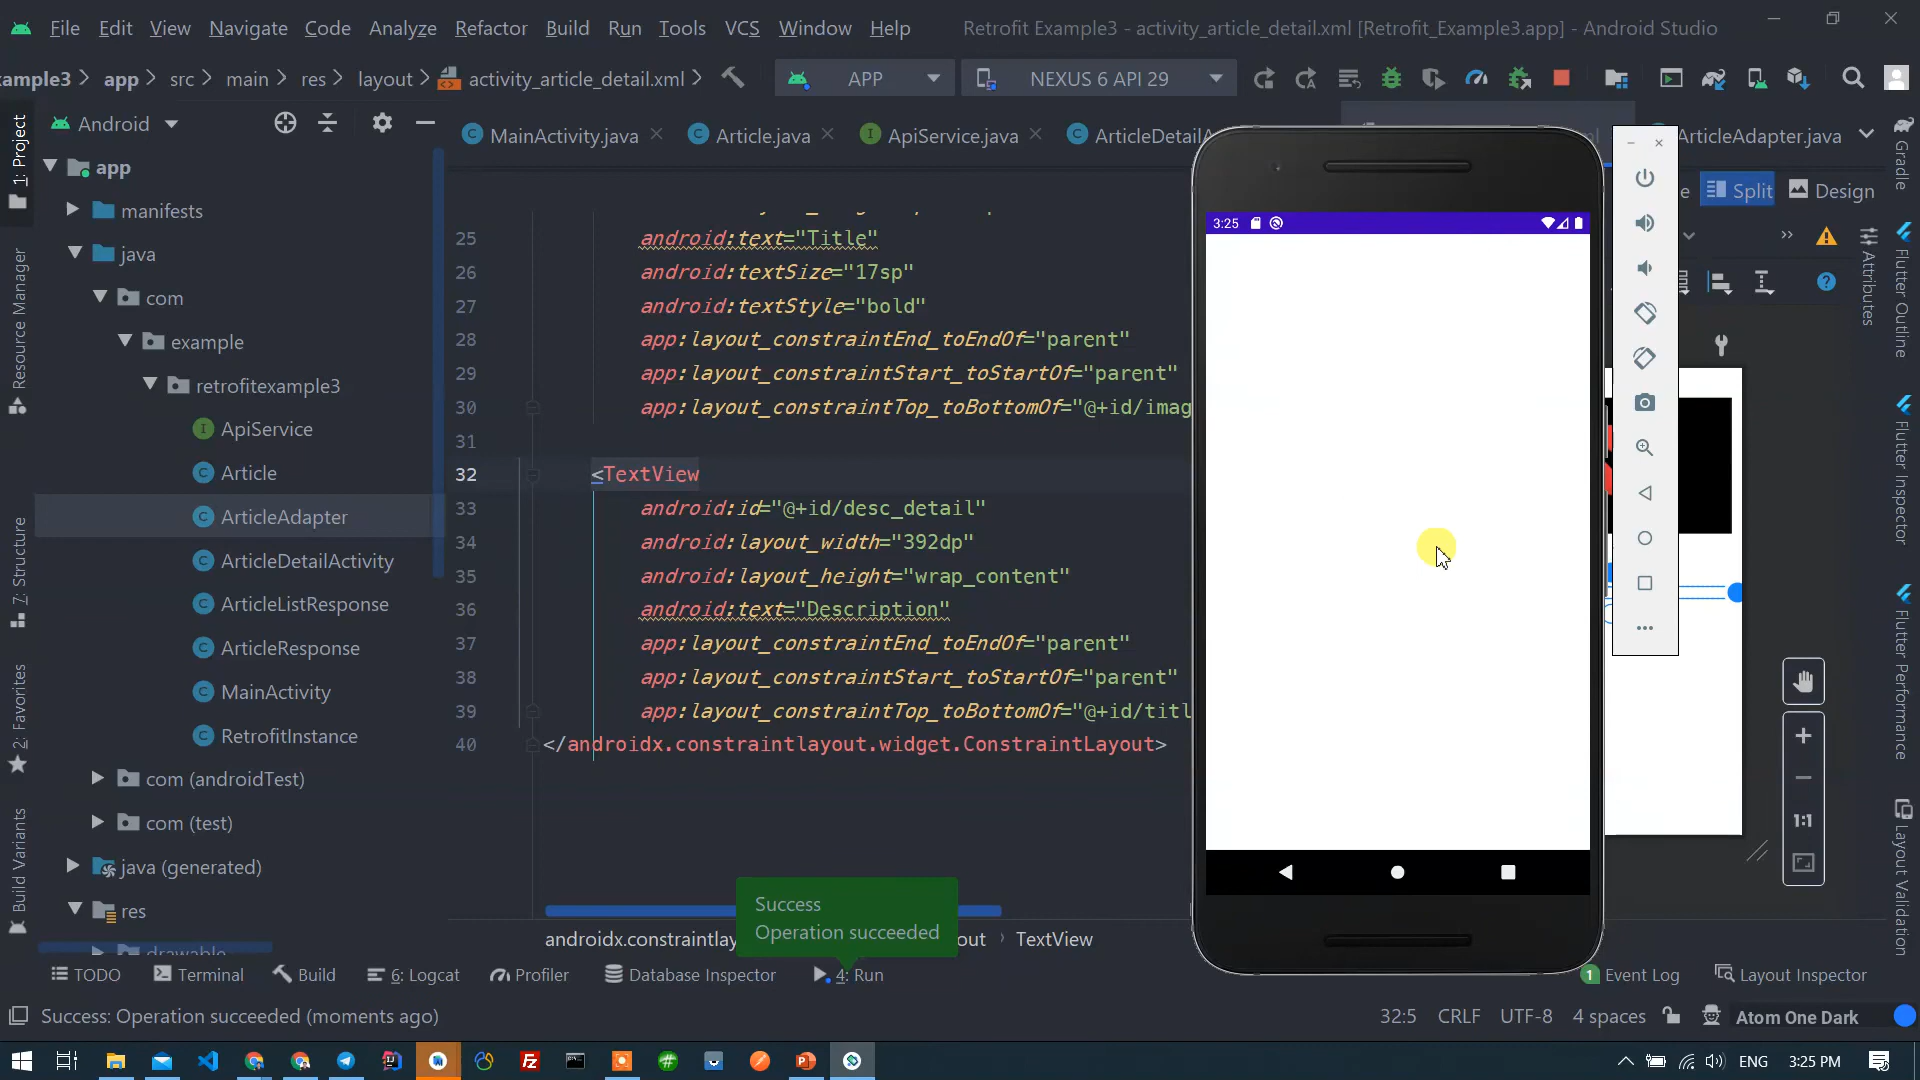 File Edit View Navigate Code Analyze Refactor Build Run Tools VCS Window Help Retrofit Example3 - activity_article_detail.xml [Retrofit_Example3.app] - Android Studio
xample3 app src main res layout activity_article_detail.xml APP NEXUS 6 API 29
Android
MainActivity.java Article.java ApiService.java ArticleDetailA ArticleAdapter.java
Split Design
app
manifests
java
com
example
retrofitexample3
ApiService
Article
ArticleAdapter
ArticleDetailActivity
ArticleListResponse
ArticleResponse
MainActivity
RetrofitInstance
com (androidTest)
com (test)
java (generated)
res
drawable
25 android:text="Title"
26 android:textSize="17sp"
27 android:textStyle="bold"
28 app:layout_constraintEnd_toEndOf="parent"
29 app:layout_constraintStart_toStartOf="parent"
30 app:layout_constraintTop_toBottomOf="@+id/imag
31
32 <TextView
33 android:id="@+id/desc_detail"
34 android:layout_width="392dp"
35 android:layout_height="wrap_content"
36 android:text="Description"
37 app:layout_constraintEnd_toEndOf="parent"
38 app:layout_constraintStart_toStartOf="parent"
39 app:layout_constraintTop_toBottomOf="@+id/titl
40 </androidx.constraintlayout.widget.ConstraintLayout>
3:25
1:1
1: Project
Resource Manager
7: Structure
2: Favorites
Build Variants
Gradle
Flutter Outline
Attributes
Flutter Inspector
Flutter Performance
Layout Validation
Success
Operation succeeded
androidx.constraintlay out TextView
TODO Terminal Build 6: Logcat Profiler Database Inspector 4: Run 1 Event Log Layout Inspector
Success: Operation succeeded (moments ago) 32:5 CRLF UTF-8 4 spaces Atom One Dark
ENG 3:25 PM